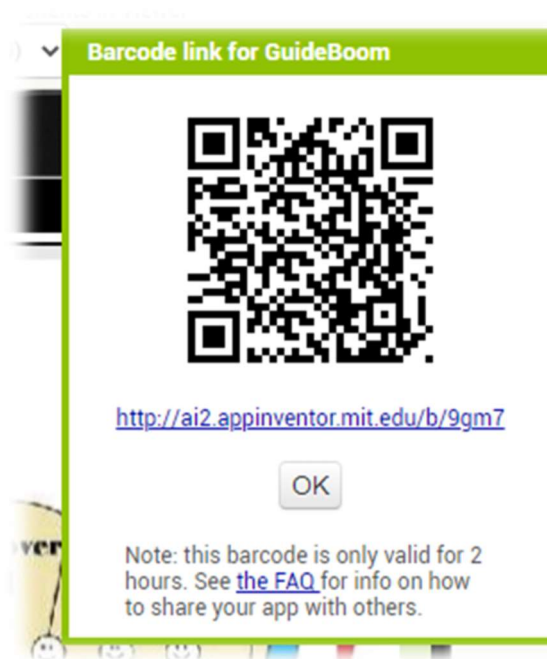 Barcode link for GuideBoom
http://ai2.appinventor.mit.edu/b/9gm7
OK
ver
Note: this barcode is only valid for 2
hours. See the FAQ for info on how
to share your app with others.